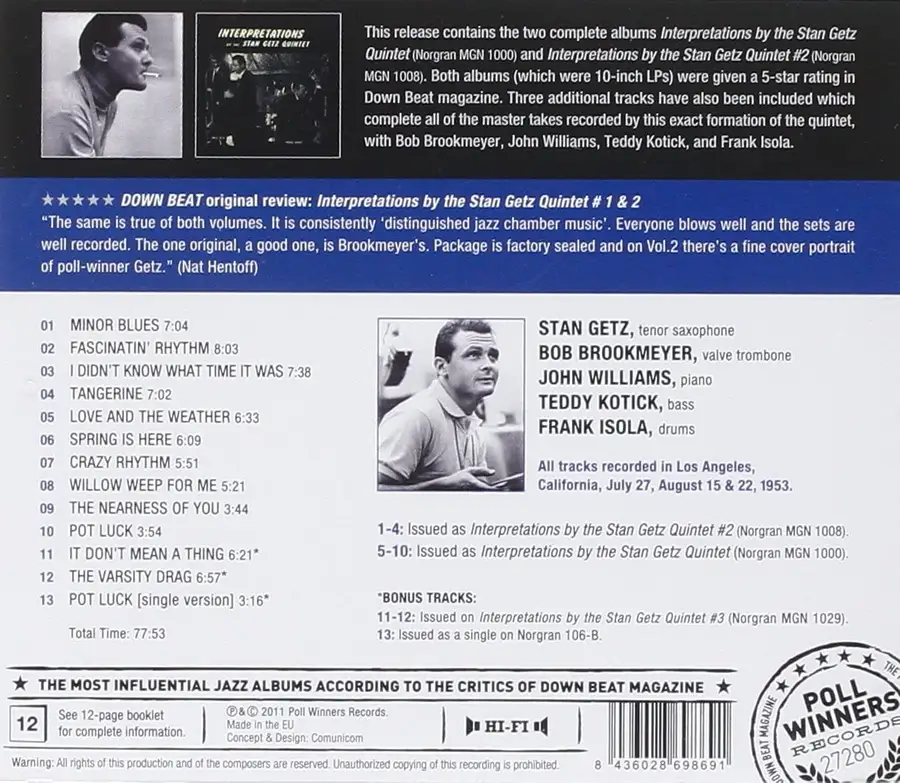 INTERPRETATIONS
BY THE STAN GETZ QUINTET
This release contains the two complete albums Interpretations by the Stan Getz
Quintet (Norgran MGN 1000) and Interpretations by the Stan Getz Quintet #2 (Norgran
MGN 1008). Both albums (which were 10-inch LPs) were given a 5-star rating in
Down Beat magazine. Three additional tracks have also been included which
complete all of the master takes recorded by this exact formation of the quintet,
with Bob Brookmeyer, John Williams, Teddy Kotick, and Frank Isola.
★★★★★ DOWN BEAT original review: Interpretations by the Stan Getz Quintet # 1 & 2
“The same is true of both volumes. It is consistently ‘distinguished jazz chamber music’. Everyone blows well and the sets are
well recorded. The one original, a good one, is Brookmeyer's. Package is factory sealed and on Vol.2 there's a fine cover portrait
of poll-winner Getz.” (Nat Hentoff)
01 MINOR BLUES 7:04
02 FASCINATIN' RHYTHM 8:03
03 I DIDN'T KNOW WHAT TIME IT WAS 7:38
04 TANGERINE 7:02
05 LOVE AND THE WEATHER 6:33
06 SPRING IS HERE 6:09
07 CRAZY RHYTHM 5:51
08 WILLOW WEEP FOR ME 5:21
09 THE NEARNESS OF YOU 3:44
10 POT LUCK 3:54
11 IT DON'T MEAN A THING 6:21*
12 THE VARSITY DRAG 6:57*
13 POT LUCK [single version] 3:16*
Total Time: 77:53
STAN GETZ, tenor saxophone
BOB BROOKMEYER, valve trombone
JOHN WILLIAMS, piano
TEDDY KOTICK, bass
FRANK ISOLA, drums
All tracks recorded in Los Angeles,
California, July 27, August 15 & 22, 1953.
1-4: Issued as Interpretations by the Stan Getz Quintet #2 (Norgran MGN 1008).
5-10: Issued as Interpretations by the Stan Getz Quintet (Norgran MGN 1000).
*BONUS TRACKS:
11-12: Issued on Interpretations by the Stan Getz Quintet #3 (Norgran MGN 1029).
13: Issued as a single on Norgran 106-B.
★ THE MOST INFLUENTIAL JAZZ ALBUMS ACCORDING TO THE CRITICS OF DOWN BEAT MAGAZINE ★
12
See 12-page booklet
for complete information.
℗&© 2011 Poll Winners Records.
Made in the EU
Concept & Design: Comunicom
HI-FI
8 436028 698691
DOWN BEAT MAGAZINE
THE
POLL
WINNERS
RECORDS
27280
Warning: All rights of this production and of the composers are reserved. Unauthorized copying of this recording is prohibited.